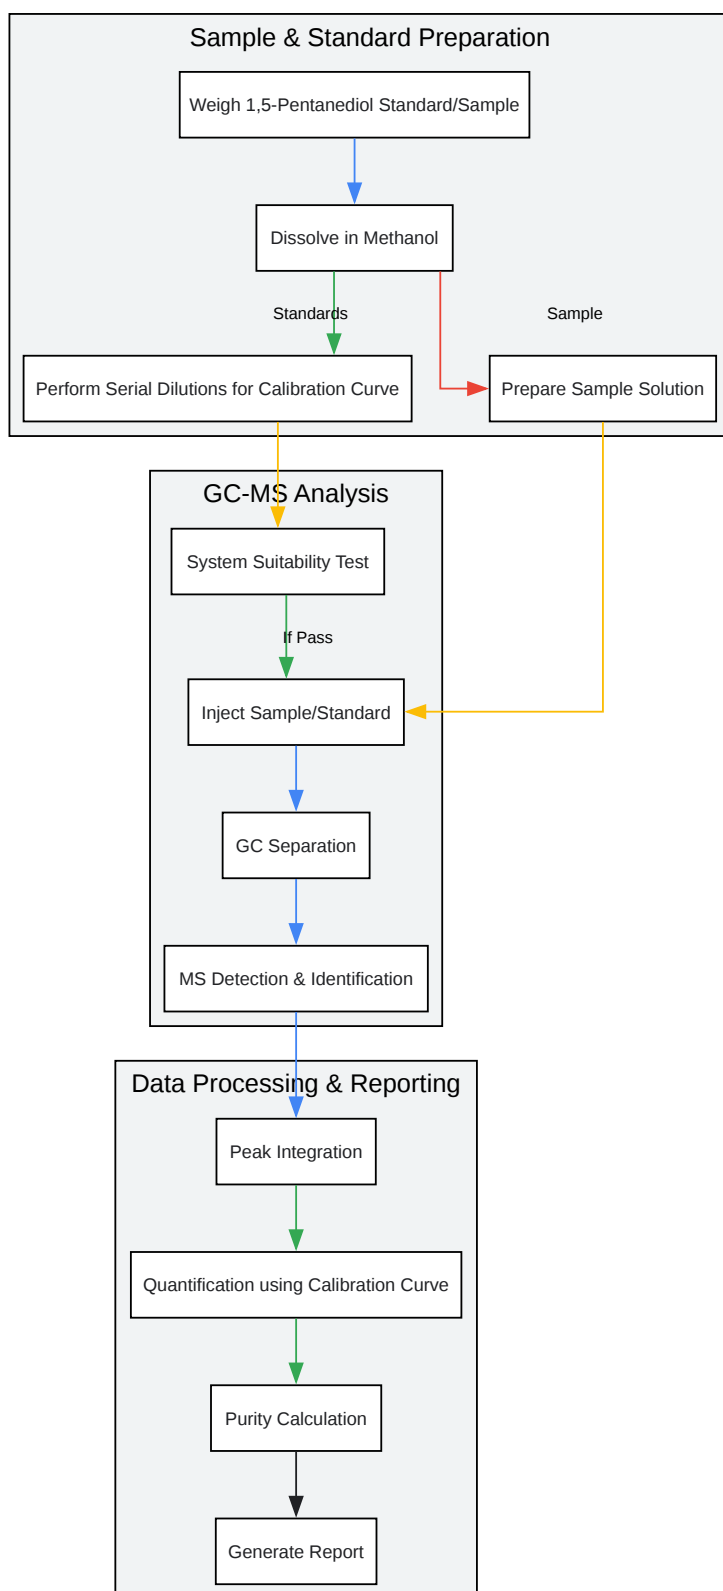 Sample & Standard Preparation
Weigh 1,5-Pentanediol Standard/Sample
Dissolve in Methanol
Standards
Sample
Perform Serial Dilutions for Calibration Curve
Prepare Sample Solution
GC-MS Analysis
System Suitability Test
If Pass
Inject Sample/Standard
GC Separation
MS Detection & Identification
Data Processing & Reporting
Peak Integration
Quantification using Calibration Curve
Purity Calculation
Generate Report